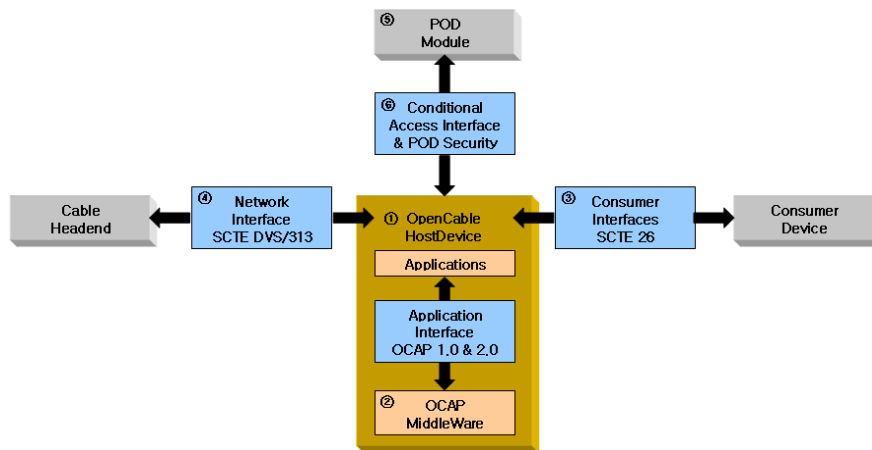 ⑤ POD
Module
⑥ Conditional
Access Interface
& POD Security
Cable
Headend
④ Network
Interface
SCTE DVS/313
① OpenCable
HostDevice
③ Consumer
Interfaces
SCTE 26
Consumer
Device
Applications
Application
Interface
OCAP 1.0 & 2.0
② OCAP
MiddleWare